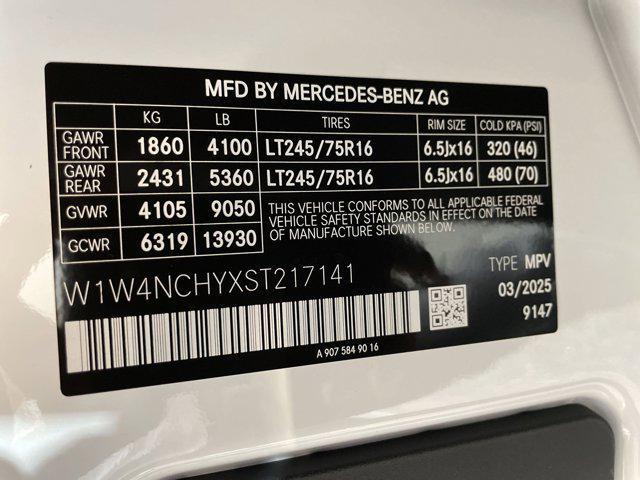 MFD BY MERCEDES-BENZ AG
KG LB TIRES RIM SIZE COLD KPA (PSI)
GAWR FRONT 1860 4100 LT245/75R16 6.5Jx16 320 (46)
GAWR REAR 2431 5360 LT245/75R16 6.5Jx16 480 (70)
GVWR 4105 9050
GCWR 6319 13930
THIS VEHICLE CONFORMS TO ALL APPLICABLE FEDERAL
VEHICLE SAFETY STANDARDS IN EFFECT ON THE DATE
OF MANUFACTURE SHOWN ABOVE.
W1W4NCHYXST217141
TYPE MPV
03/2025
9147
A 907 584 90 16